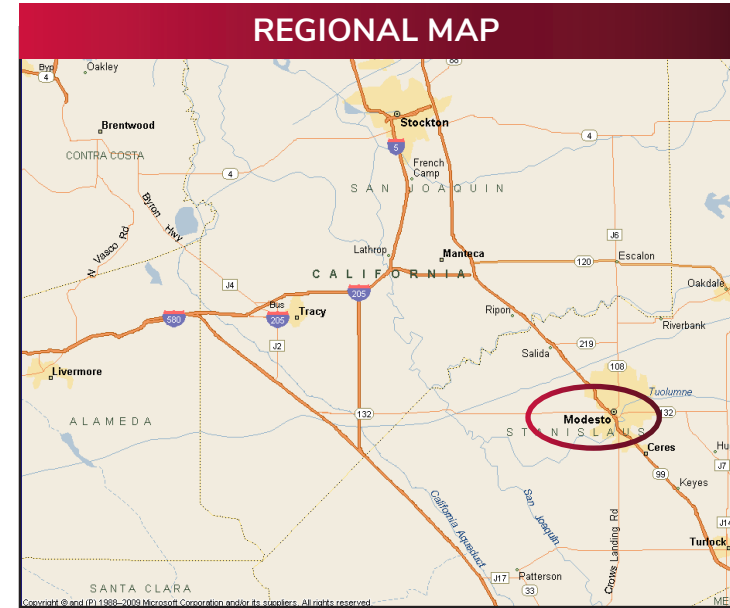 REGIONAL MAP
Byp
4
Oakley
88
Brentwood
Stockton
CONTRA COSTA
5
4
French
Camp
4
SAN JOAQUIN
Byron Hwy
N Vasco Rd
J6
Lathrop
Manteca
120
Escalon
CALIFORNIA
J4
205
Oakdale
Bus
205
Tracy
580
Ripon
Riverbank
J2
219
Salida
108
Livermore
Tuolumne
132
Modesto
132
ALAMEDA
STANISLAUS
Ceres
Hu
J7
99
Keyes
California Aqueduct
San Joaquin
Crows Landing Rd
J14
Turlock
J17
Patterson
33
SANTA CLARA
ME
Copyright © and (P) 1988–2009 Microsoft Corporation and/or its suppliers. All rights reserved.